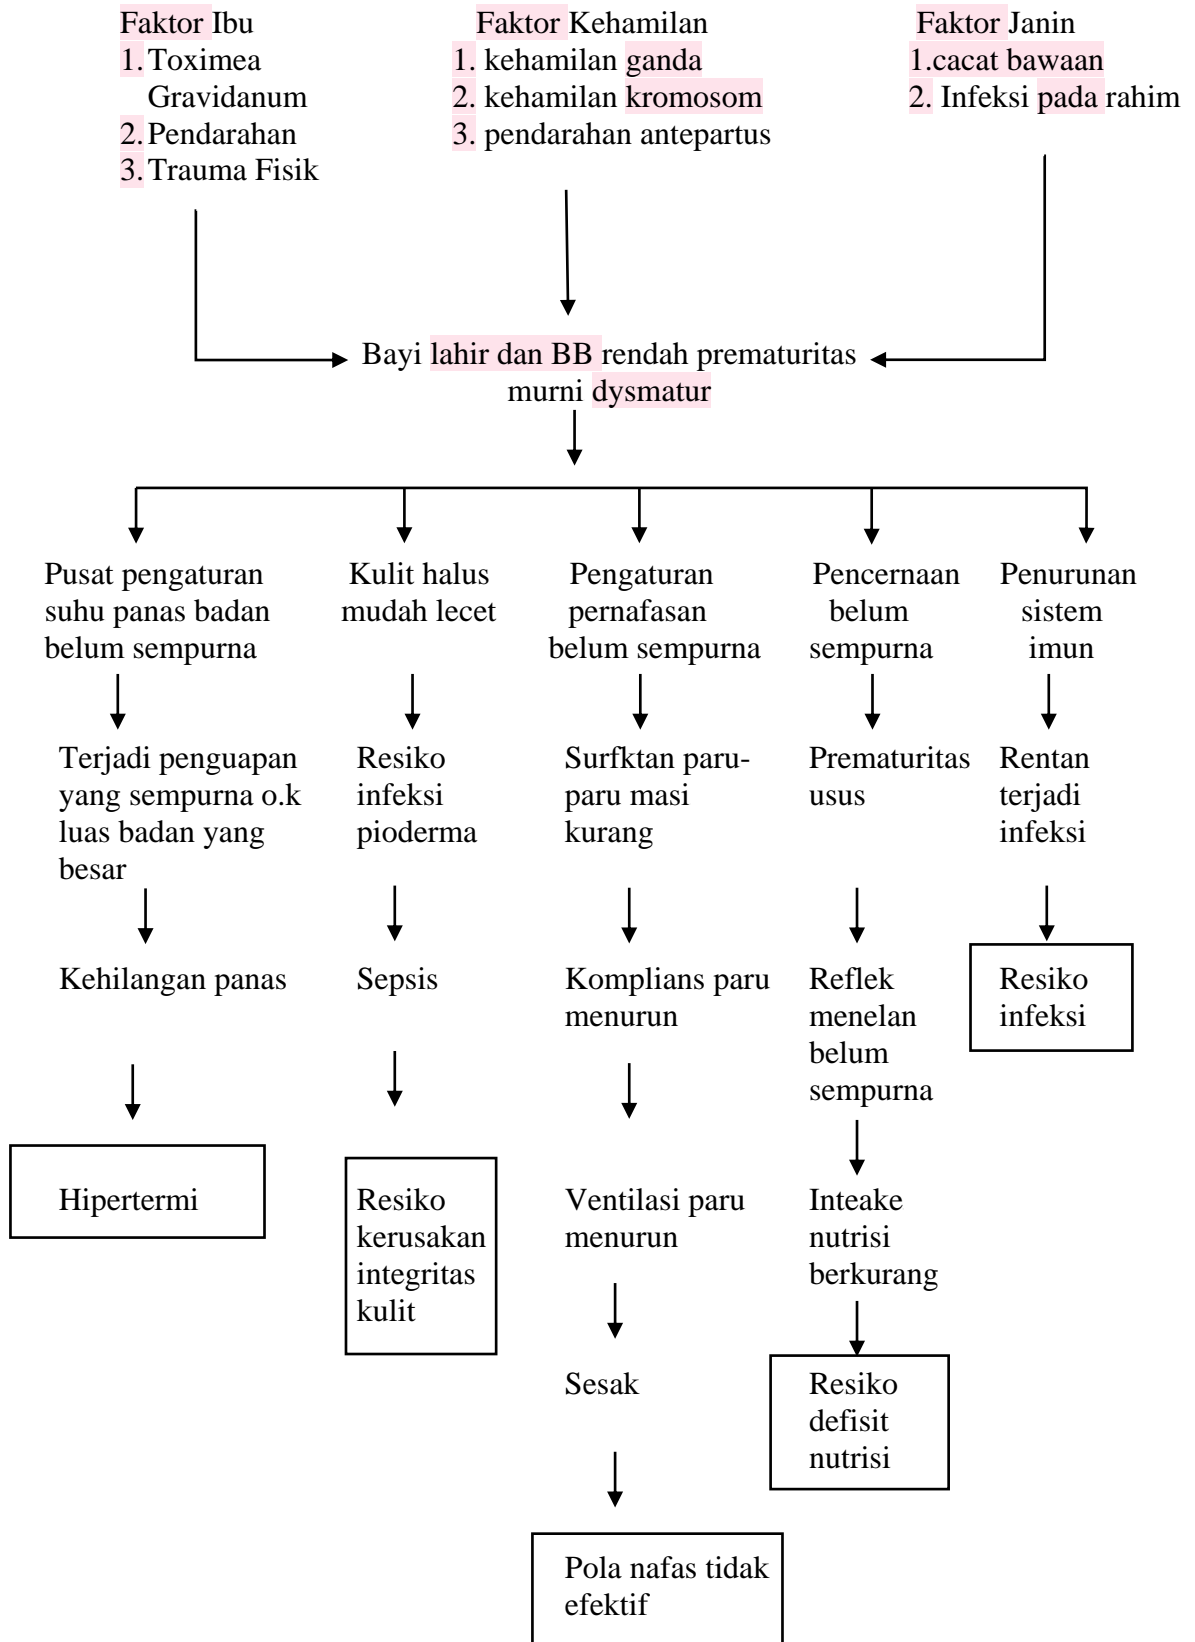 Faktor Ibu
1. Toximea
Gravidanum
2. Pendarahan
3. Trauma Fisik
Faktor Kehamilan
1. kehamilan ganda
2. kehamilan kromosom
3. pendarahan antepartus
Faktor Janin
1.cacat bawaan
2. Infeksi pada rahim
Bayi lahir dan BB rendah prematuritas
murni dysmatur
Pusat pengaturan
suhu panas badan
belum sempurna
Kulit halus
mudah lecet
Pengaturan
pernafasan
belum sempurna
Pencernaan
belum
sempurna
Penurunan
sistem
imun
Terjadi penguapan
yang sempurna o.k
luas badan yang
besar
Resiko
infeksi
pioderma
Surfktan paru-
paru masi
kurang
Prematuritas
usus
Rentan
terjadi
infeksi
Kehilangan panas
Sepsis
Komplians paru
menurun
Reflek
menelan
belum
sempurna
Resiko
infeksi
Hipertermi
Resiko
kerusakan
integritas
kulit
Ventilasi paru
menurun
Inteake
nutrisi
berkurang
Sesak
Resiko
defisit
nutrisi
Pola nafas tidak
efektif